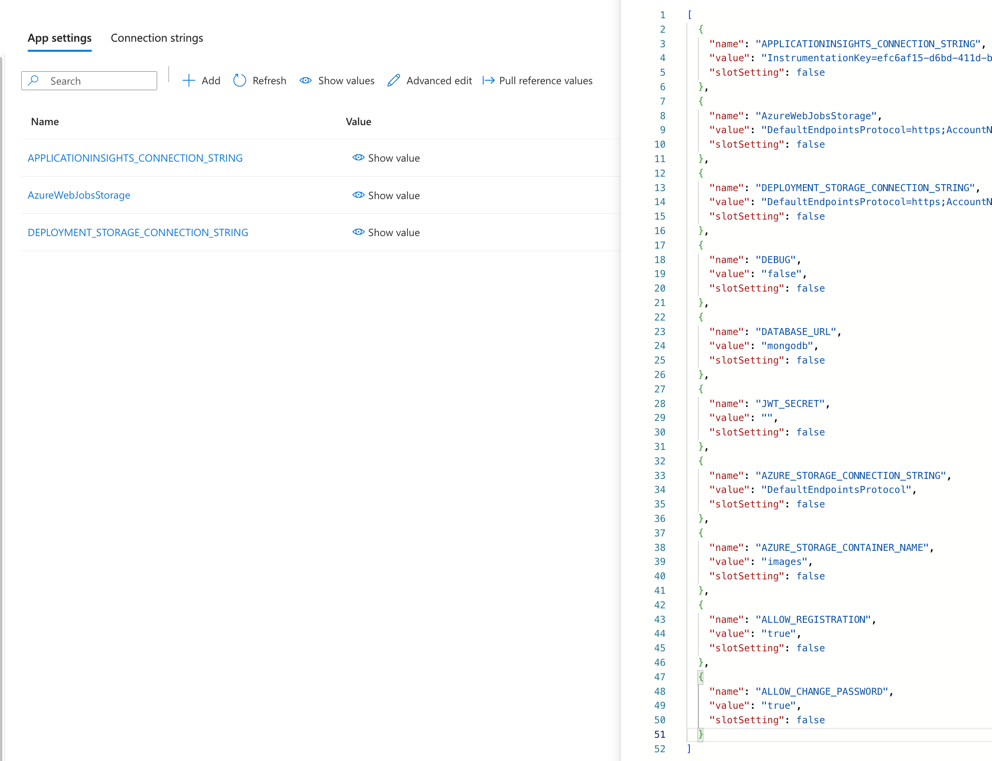 App settings
Connection strings
Search
Add
Refresh
Show values
Advanced edit
Pull reference values
Name
Value
APPLICATIONINSIGHTS_CONNECTION_STRING
Show value
AzureWebJobsStorage
Show value
DEPLOYMENT_STORAGE_CONNECTION_STRING
Show value
1 [
2 {
3 "name": "APPLICATIONINSIGHTS_CONNECTION_STRING",
4 "value": "InstrumentationKey=efc6af15-d6bd-411d-b
5 "slotSetting": false
6 },
7 {
8 "name": "AzureWebJobsStorage",
9 "value": "DefaultEndpointsProtocol=https;AccountN
10 "slotSetting": false
11 },
12 {
13 "name": "DEPLOYMENT_STORAGE_CONNECTION_STRING",
14 "value": "DefaultEndpointsProtocol=https;AccountN
15 "slotSetting": false
16 },
17 {
18 "name": "DEBUG",
19 "value": "false",
20 "slotSetting": false
21 },
22 {
23 "name": "DATABASE_URL",
24 "value": "mongodb",
25 "slotSetting": false
26 },
27 {
28 "name": "JWT_SECRET",
29 "value": "",
30 "slotSetting": false
31 },
32 {
33 "name": "AZURE_STORAGE_CONNECTION_STRING",
34 "value": "DefaultEndpointsProtocol",
35 "slotSetting": false
36 },
37 {
38 "name": "AZURE_STORAGE_CONTAINER_NAME",
39 "value": "images",
40 "slotSetting": false
41 },
42 {
43 "name": "ALLOW_REGISTRATION",
44 "value": "true",
45 "slotSetting": false
46 },
47 {
48 "name": "ALLOW_CHANGE_PASSWORD",
49 "value": "true",
50 "slotSetting": false
51 }
52 ]